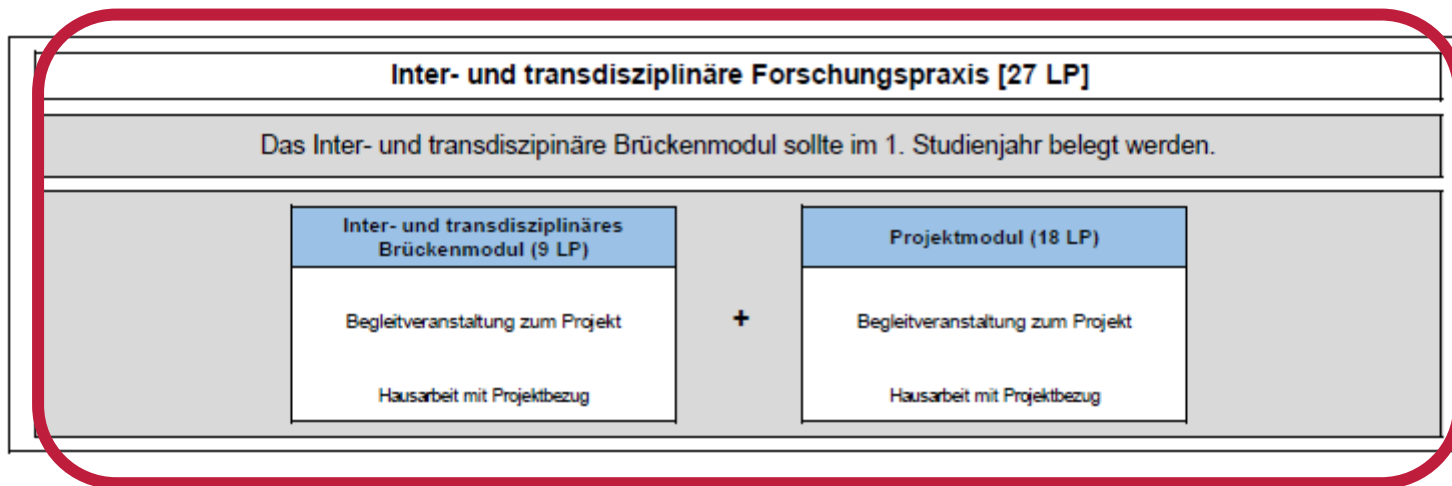 Inter- und transdisziplinäre Forschungspraxis [27 LP]
Das Inter- und transdiszipinäre Brückenmodul sollte im 1. Studienjahr belegt werden.
Inter- und transdisziplinäres
Brückenmodul (9 LP)
Begleitveranstaltung zum Projekt
Hausarbeit mit Projektbezug
+
Projektmodul (18 LP)
Begleitveranstaltung zum Projekt
Hausarbeit mit Projektbezug